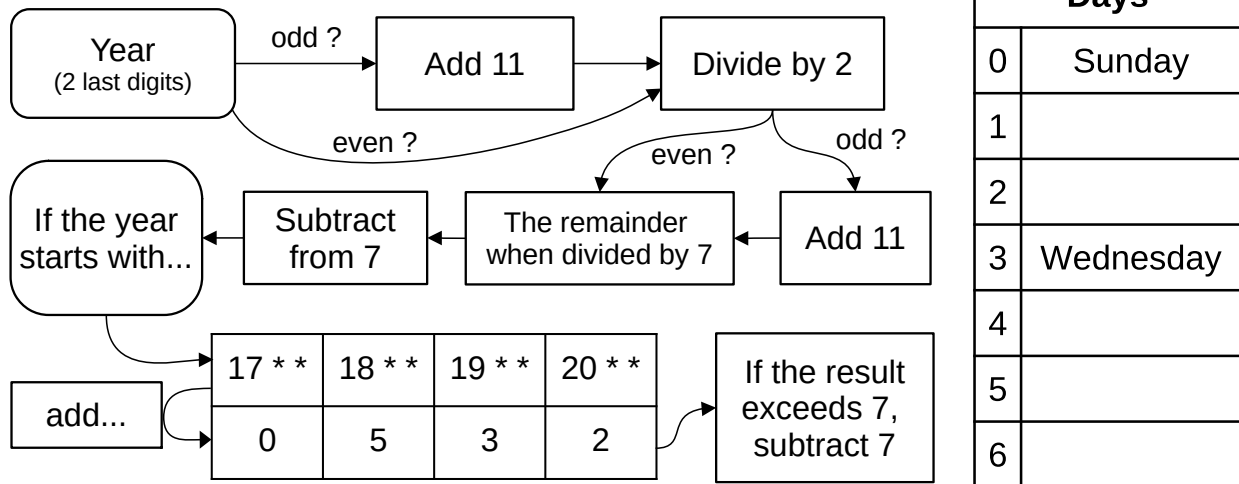 Year
(2 last digits)
odd ?
Add 11
Divide by 2
even ?
even ?
odd ?
If the year
starts with...
Subtract
from 7
The remainder
when divided by 7
Add 11
17 * * 18 * * 19 * * 20 * *
add...
0 5 3 2
If the result
exceeds 7,
subtract 7
Days
0 Sunday
1
2
3 Wednesday
4
5
6